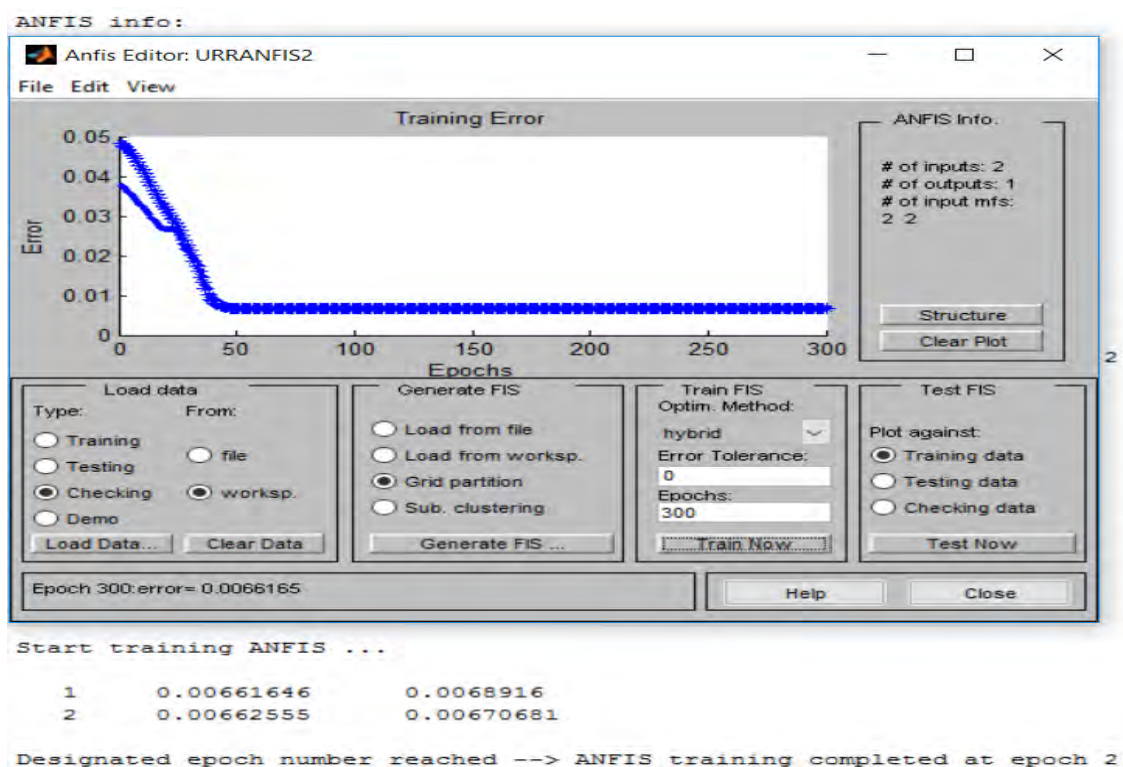 ANFIS info:
Anfis Editor: URRANFIS2
File Edit View
Training Error
0.05
0.04
0.03
0.02
0.01
0
Error
0 50 100 150 200 250 300
Epochs
ANFIS Info.
# of inputs: 2
# of outputs: 1
# of input mfs:
2 2
Structure
Clear Plot
2
Load data
Type: From:
Training
Testing
Checking
Demo
file
worksp.
Load Data... Clear Data
Generate FIS
Load from file
Load from worksp.
Grid partition
Sub. clustering
Generate FIS ...
Train FIS
Optim. Method:
hybrid
Error Tolerance:
0
Epochs:
300
Train Now
Test FIS
Plot against:
Training data
Testing data
Checking data
Test Now
Epoch 300:error= 0.0066165
Help
Close
Start training ANFIS ...
1 0.00661646 0.0068916
2 0.00662555 0.00670681
Designated epoch number reached --> ANFIS training completed at epoch 2